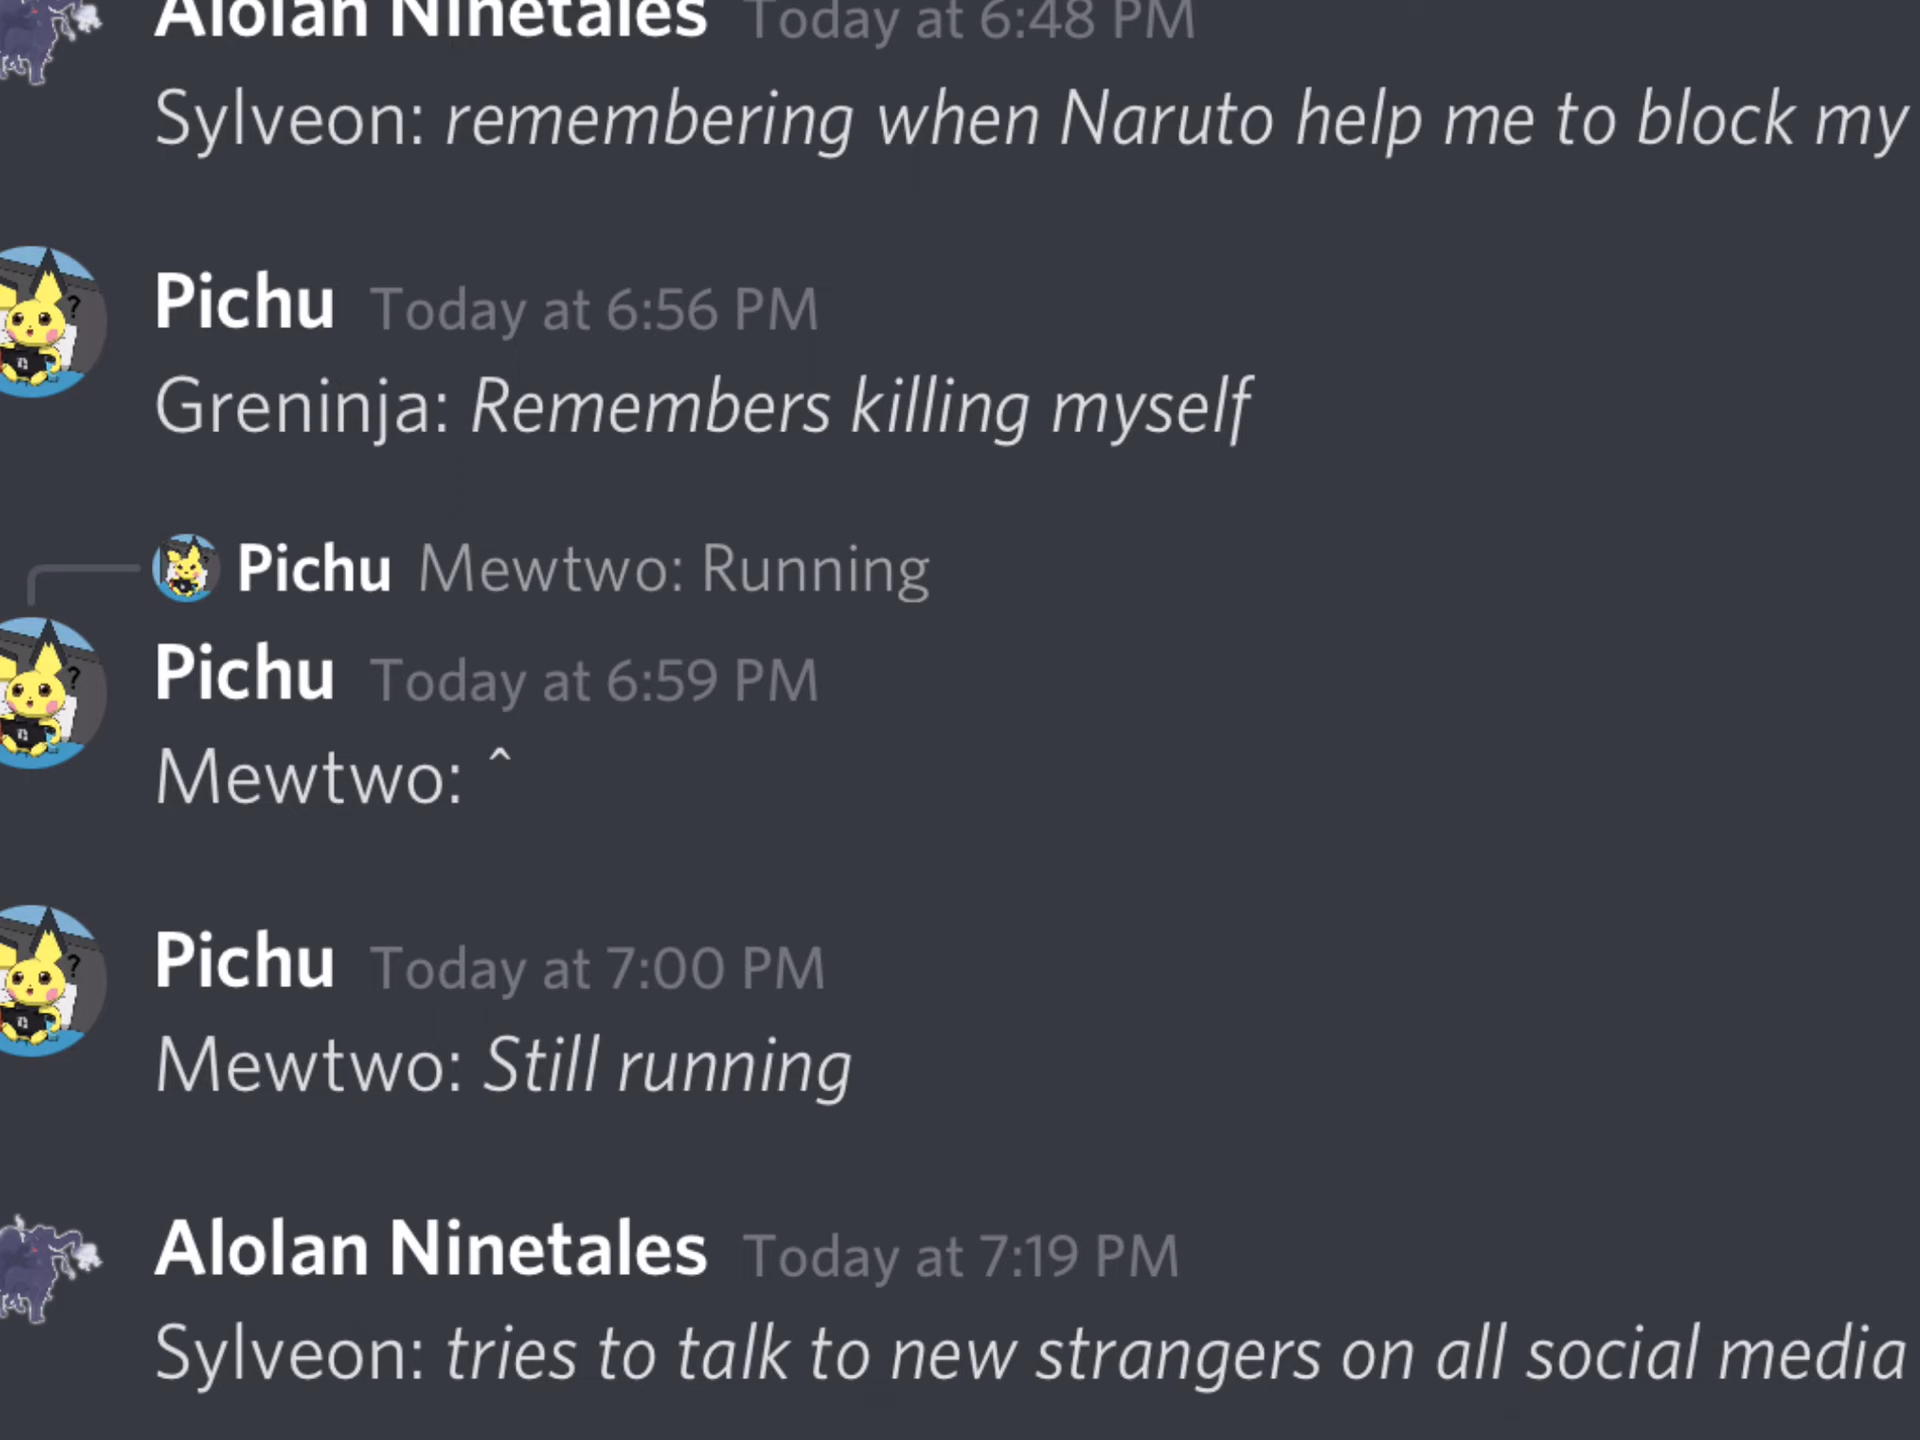 Alolan Ninetales Today at 6:48 PM
Sylveon: remembering when Naruto help me to block my
?
Pichu Today at 6:56 PM
Greninja: Remembers killing myself
Pichu Mewtwo: Running
?
Pichu Today at 6:59 PM
Mewtwo: ^
?
Pichu Today at 7:00 PM
Mewtwo: Still running
Alolan Ninetales Today at 7:19 PM
Sylveon: tries to talk to new strangers on all social media